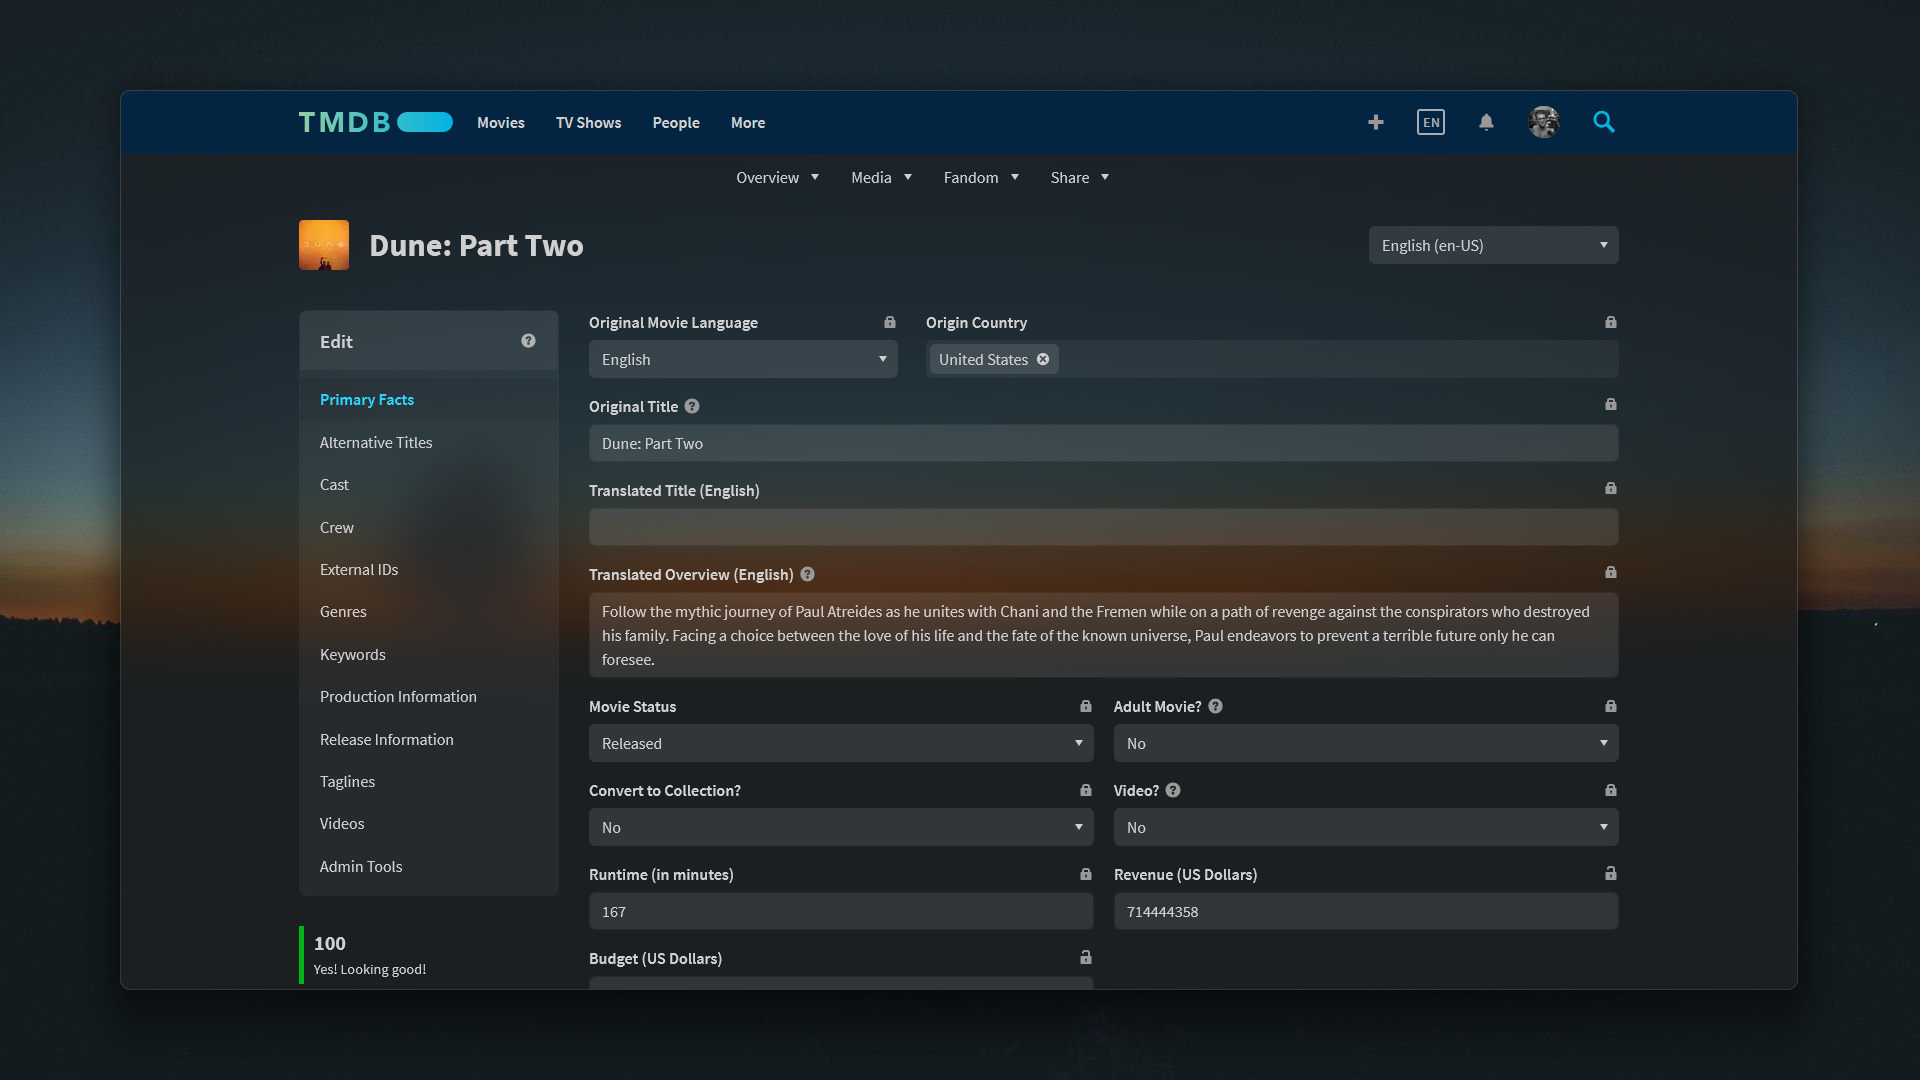 TMDB Movies TV Shows People More EN
Overview Media Fandom Share
DUNE
Dune: Part Two
English (en-US)
Edit
Primary Facts
Alternative Titles
Cast
Crew
External IDs
Genres
Keywords
Production Information
Release Information
Taglines
Videos
Admin Tools
100
Yes! Looking good!
Original Movie Language
English
Origin Country
United States
Original Title
Dune: Part Two
Translated Title (English)
Translated Overview (English)
Follow the mythic journey of Paul Atreides as he unites with Chani and the Fremen while on a path of revenge against the conspirators who destroyed
his family. Facing a choice between the love of his life and the fate of the known universe, Paul endeavors to prevent a terrible future only he can
foresee.
Movie Status
Released
Adult Movie?
No
Convert to Collection?
No
Video?
No
Runtime (in minutes)
167
Revenue (US Dollars)
714444358
Budget (US Dollars)